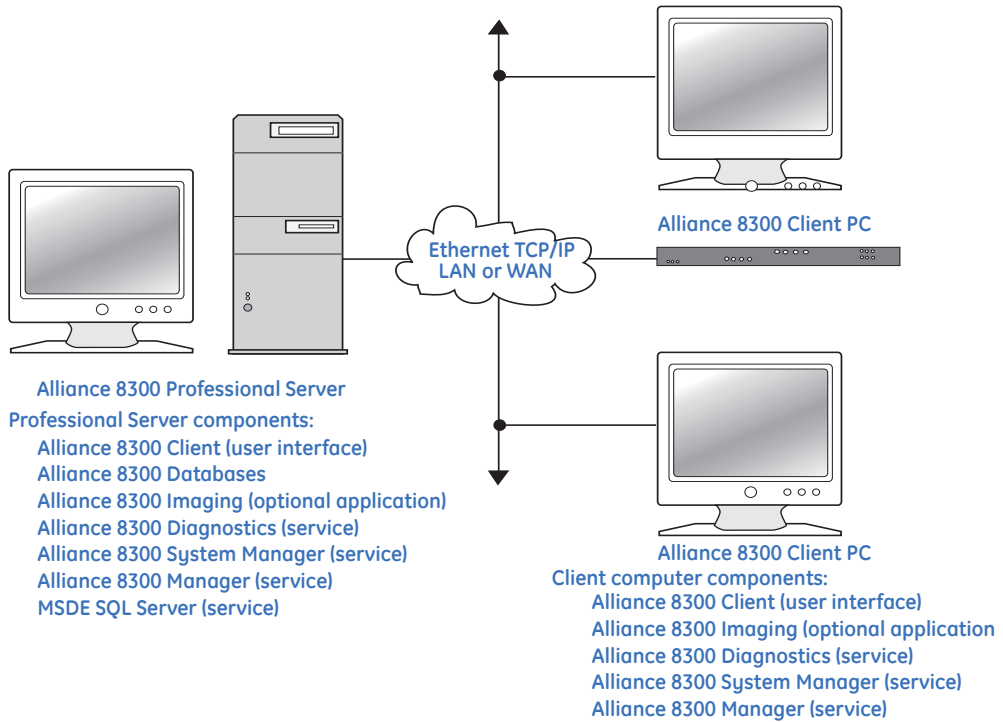 Alliance 8300 Client PC
Ethernet TCP/IP
LAN or WAN
Alliance 8300 Professional Server
Professional Server components:
Alliance 8300 Client (user interface)
Alliance 8300 Databases
Alliance 8300 Imaging (optional application)
Alliance 8300 Diagnostics (service)
Alliance 8300 System Manager (service)
Alliance 8300 Manager (service)
MSDE SQL Server (service)
Alliance 8300 Client PC
Client computer components:
Alliance 8300 Client (user interface)
Alliance 8300 Imaging (optional application
Alliance 8300 Diagnostics (service)
Alliance 8300 System Manager (service)
Alliance 8300 Manager (service)